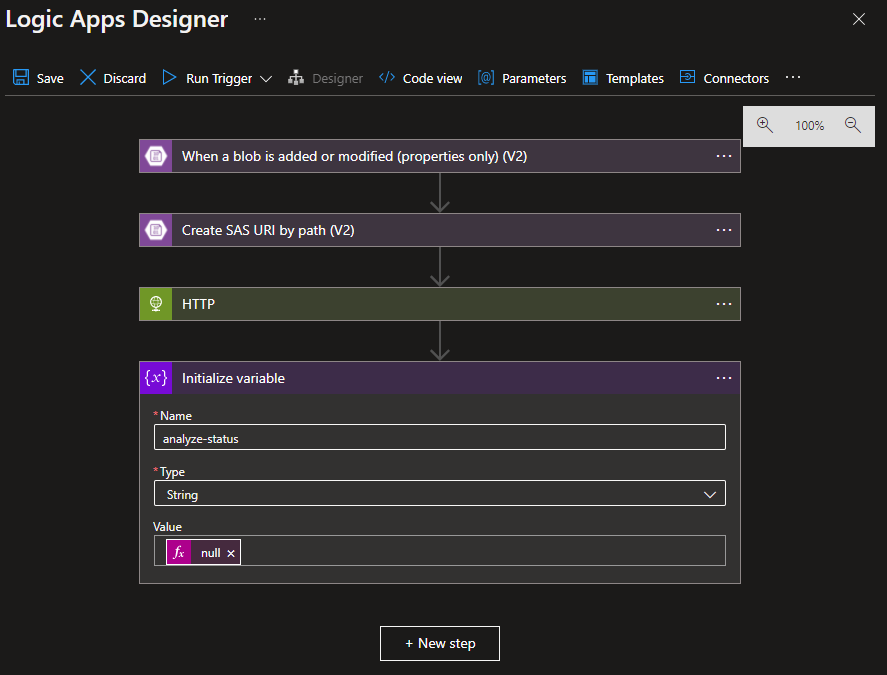 Logic Apps Designer ...
Save Discard Run Trigger Designer Code view Parameters Templates Connectors ...
100%
When a blob is added or modified (properties only) (V2) ...
Create SAS URI by path (V2) ...
HTTP ...
{x} Initialize variable ...
* Name
analyze-status
* Type
String
Value
fx null ×
+ New step